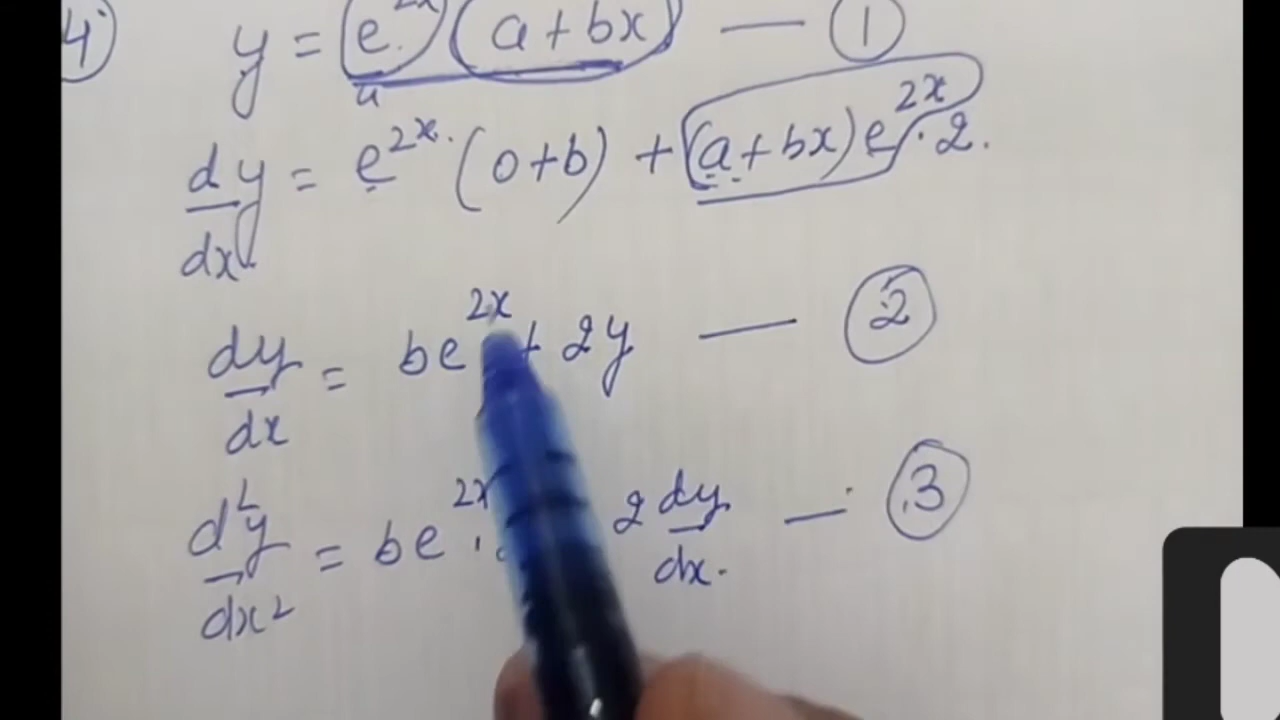 4 y = e^2x (a + bx) — 1
u
dy/dx = e^2x . (0+b) + (a + bx) e^2x . 2.
dy/dx = be^2x + 2y — 2
d²y/dx² = be^2x . 2 dy/dx. — 3